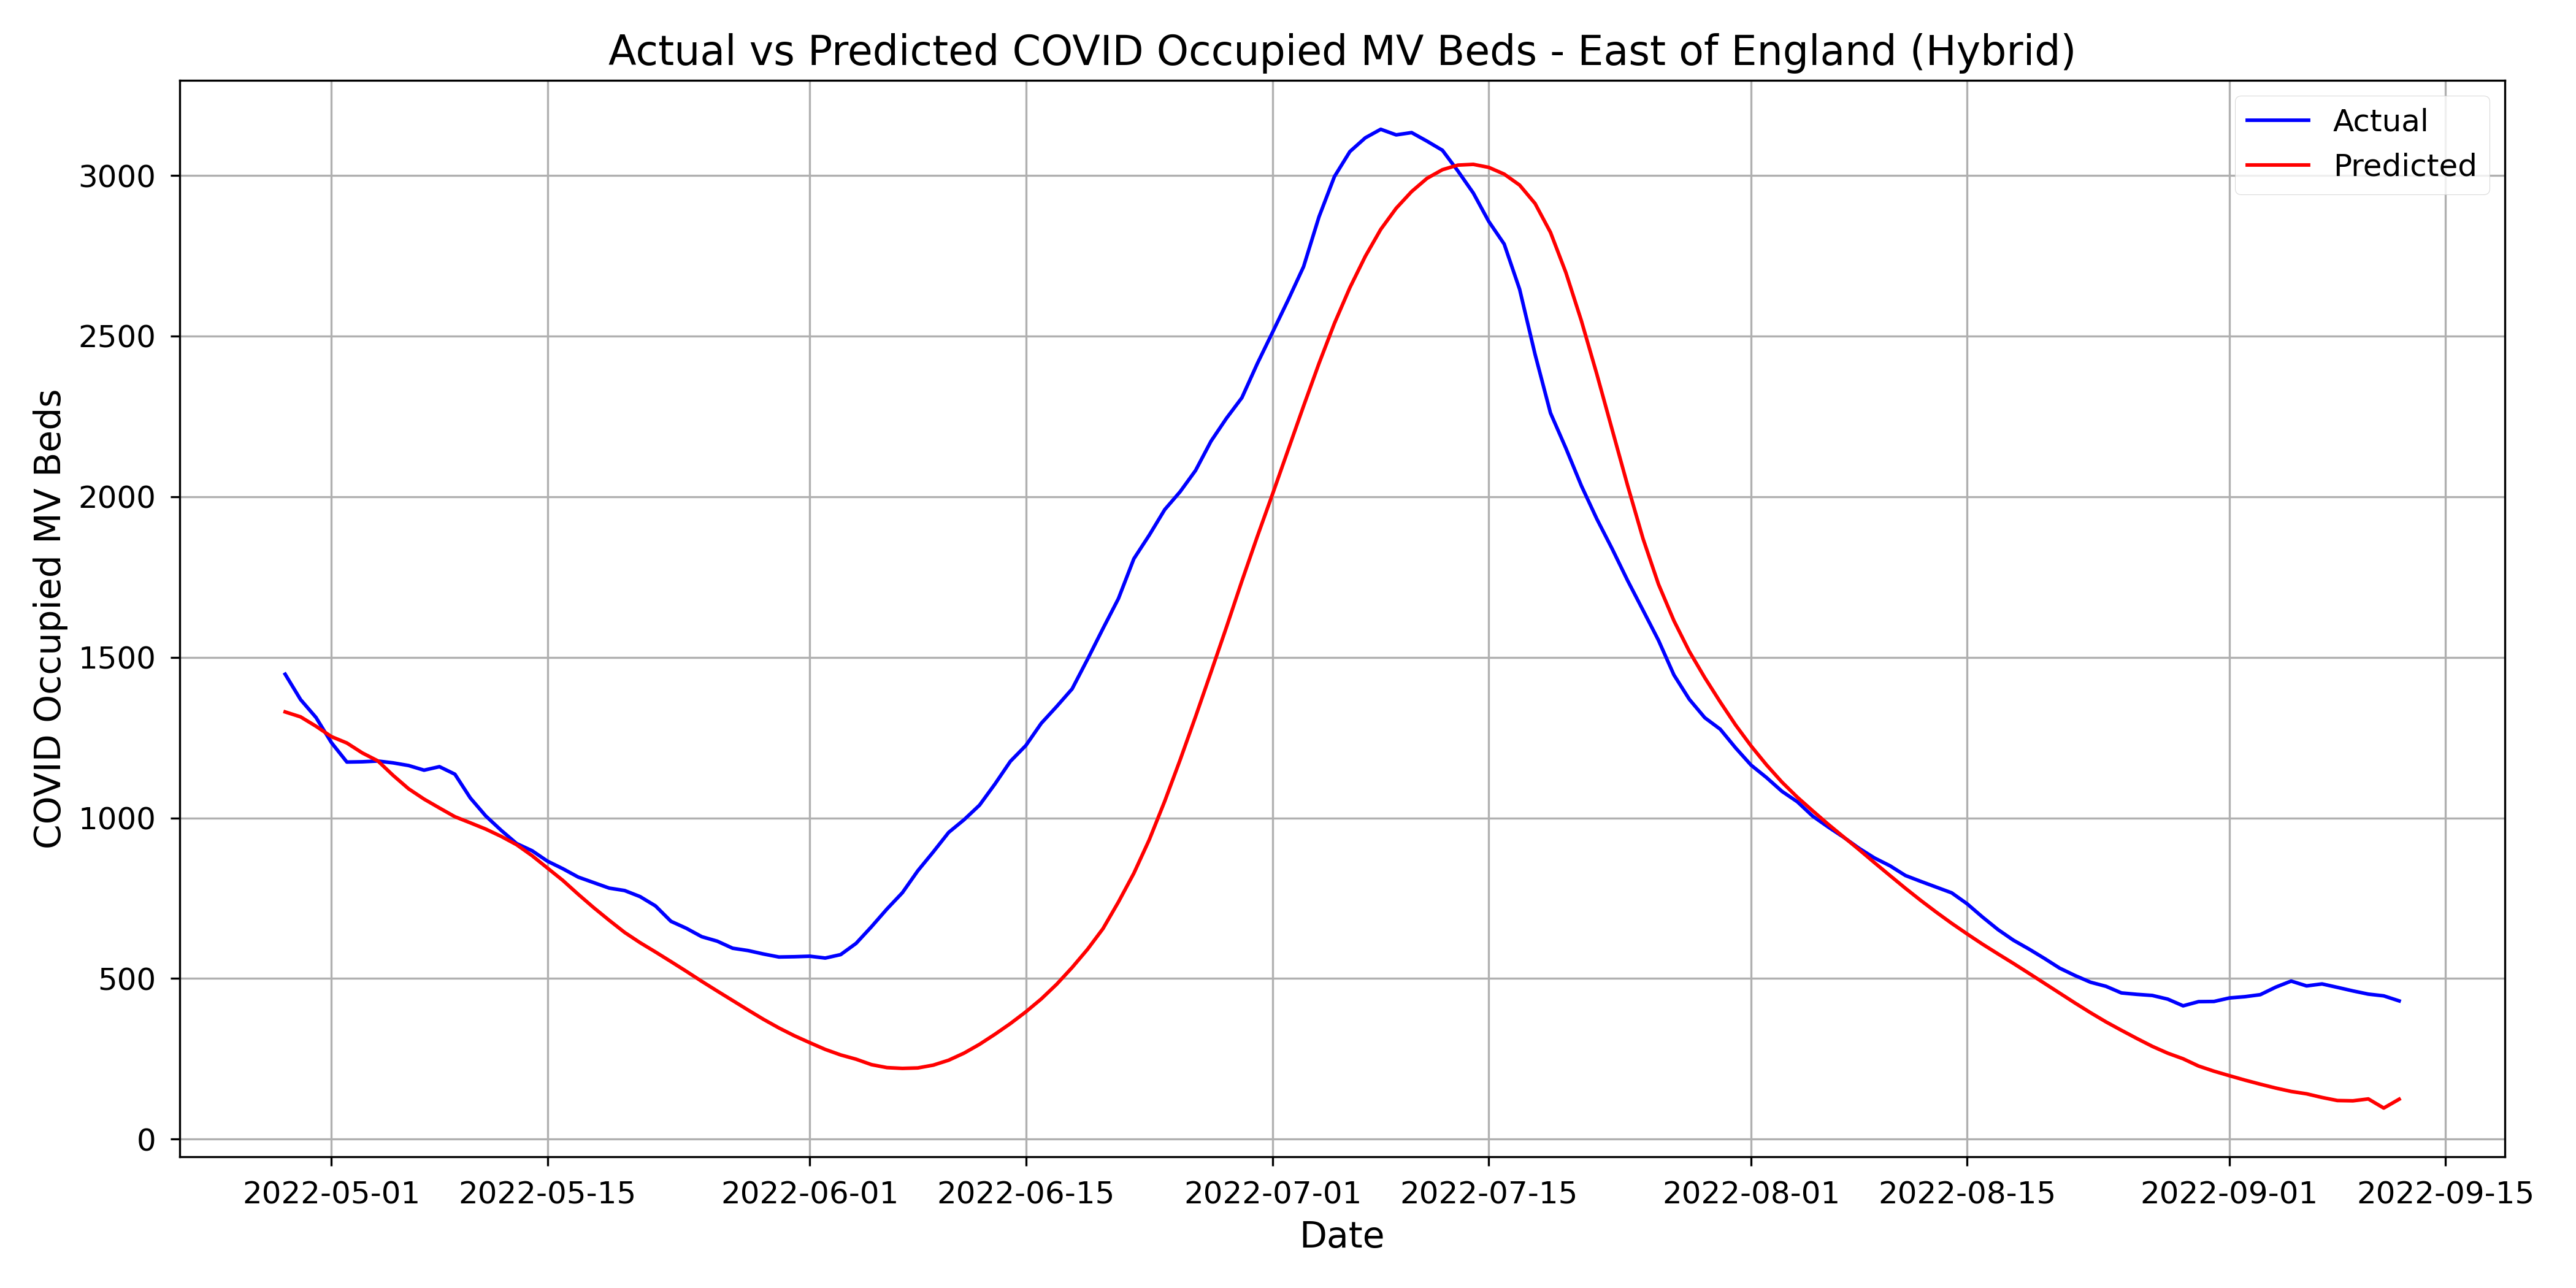 Actual vs Predicted COVID Occupied MV Beds - East of England (Hybrid)
Actual
Predicted
COVID Occupied MV Beds
3000
2500
2000
1500
1000
500
0
2022-05-01 2022-05-15 2022-06-01 2022-06-15 2022-07-01 2022-07-15 2022-08-01 2022-08-15 2022-09-01 2022-09-15
Date